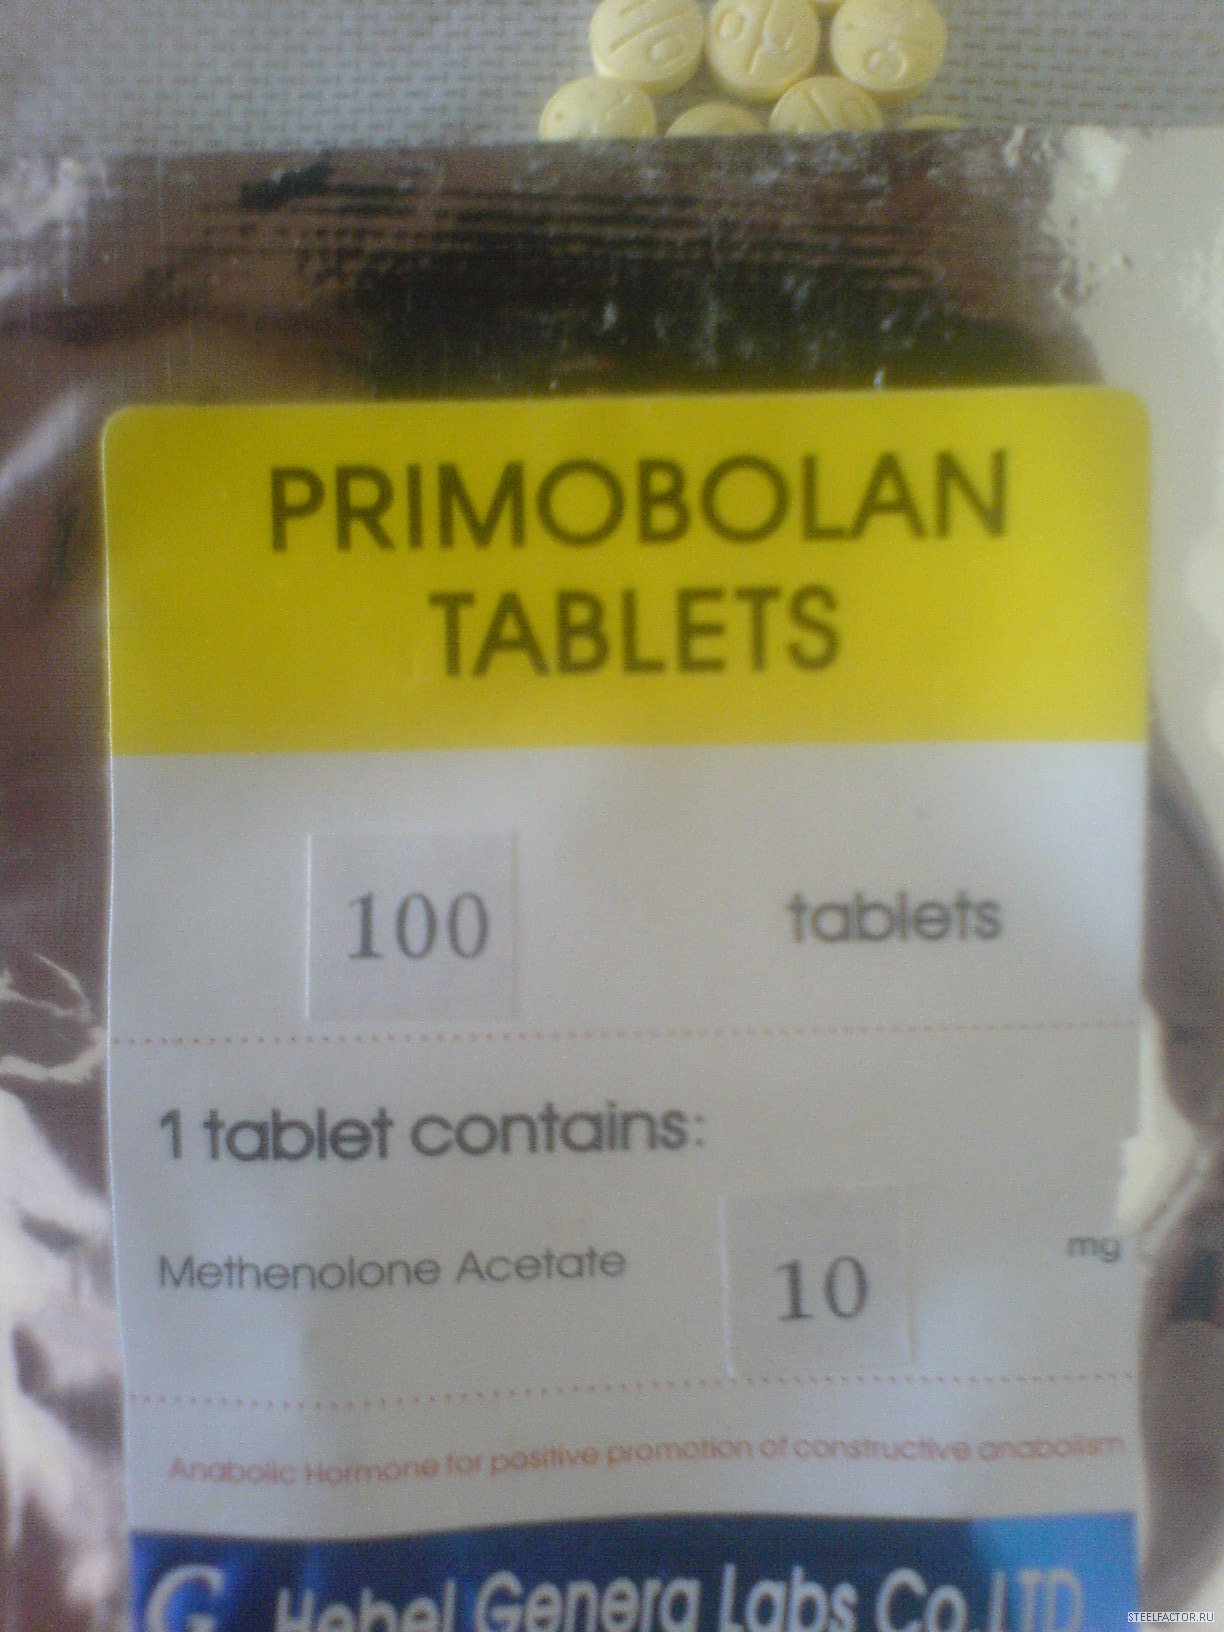 PRIMOBOLAN
TABLETS
100 tablets
1 tablet contains:
Methenolone Acetate 10 mg
Anabolic Hormone for positive promotion of constructive anabolism
G Hebei Genera Labs Co.,LTD.
STEELFACTOR.RU